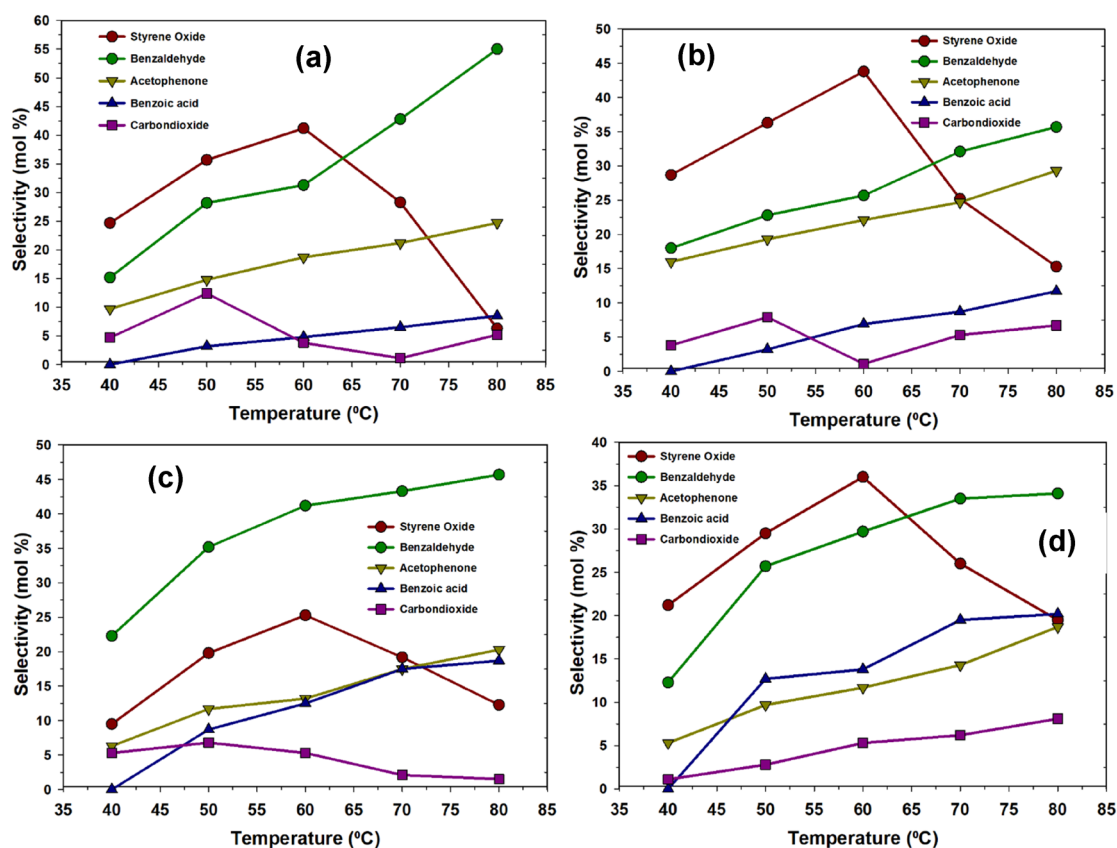 (a)
Styrene Oxide
Benzaldehyde
Acetophenone
Benzoic acid
Carbondioxide
Selectivity (mol %)
60
55
50
45
40
35
30
25
20
15
10
5
0
35 40 45 50 55 60 65 70 75 80 85
Temperature (ºC)
(b)
Styrene Oxide
Benzaldehyde
Acetophenone
Benzoic acid
Carbondioxide
Selectivity (mol %)
50
45
40
35
30
25
20
15
10
5
0
35 40 45 50 55 60 65 70 75 80 85
Temperature (ºC)
(c)
Styrene Oxide
Benzaldehyde
Acetophenone
Benzoic acid
Carbondioxide
Selectivity (mol %)
50
45
40
35
30
25
20
15
10
5
0
35 40 45 50 55 60 65 70 75 80 85
Temperature (ºC)
Styrene Oxide
Benzaldehyde
Acetophenone
Benzoic acid
Carbondioxide
(d)
Selectivity (mol %)
40
35
30
25
20
15
10
5
0
35 40 45 50 55 60 65 70 75 80 85
Temperature (ºC)